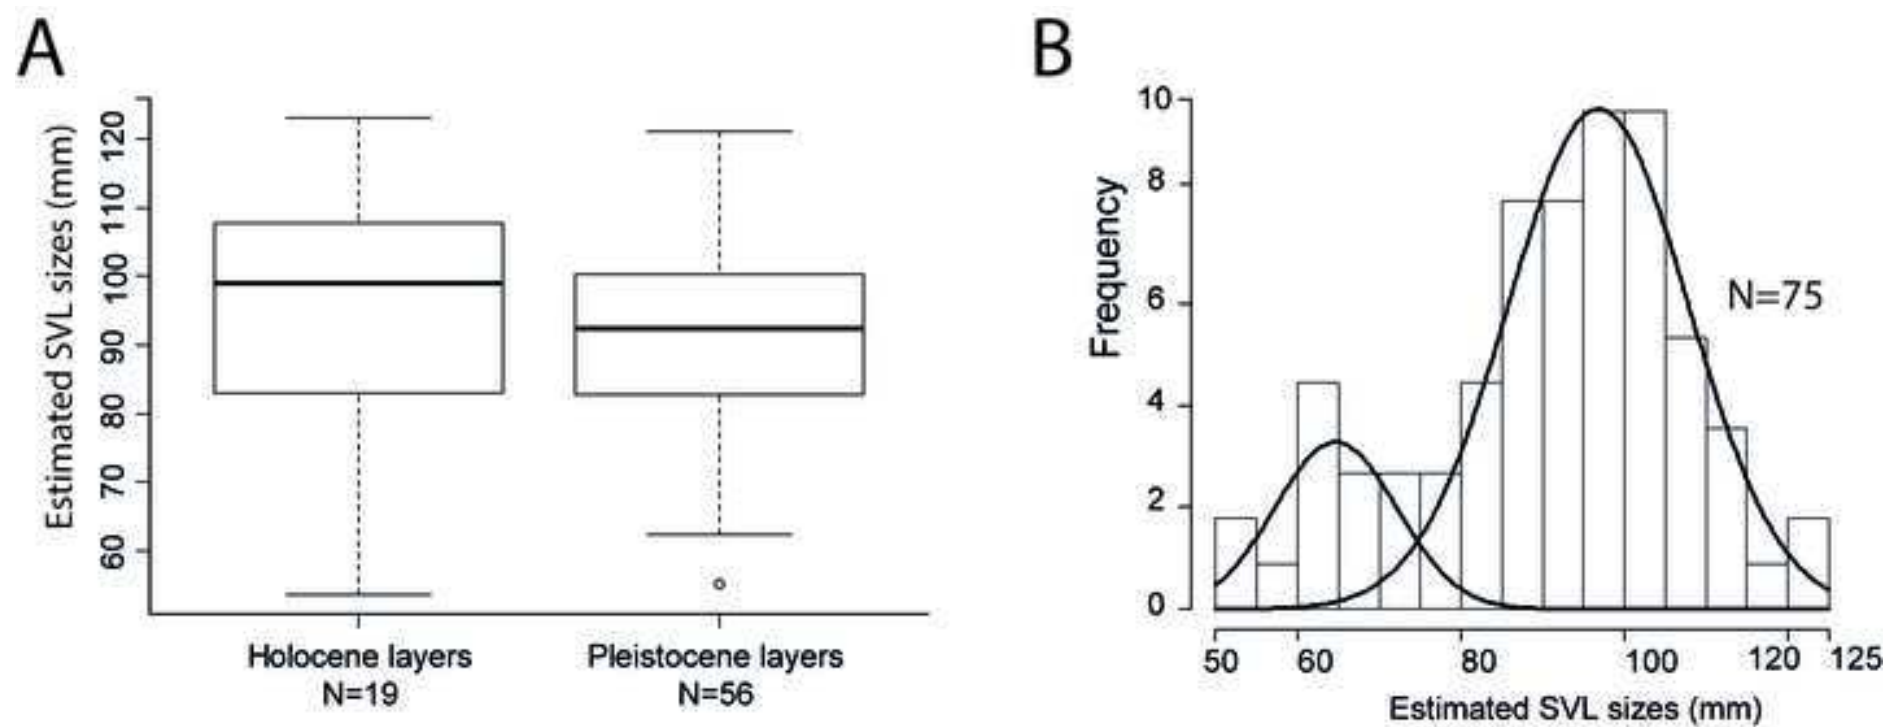 A
Estimated SVL sizes (mm)
120
110
100
90
80
70
60
Holocene layers
N=19
Pleistocene layers
N=56
B
Frequency
10
8
6
4
2
0
N=75
50 60 80 100 120 125
Estimated SVL sizes (mm)